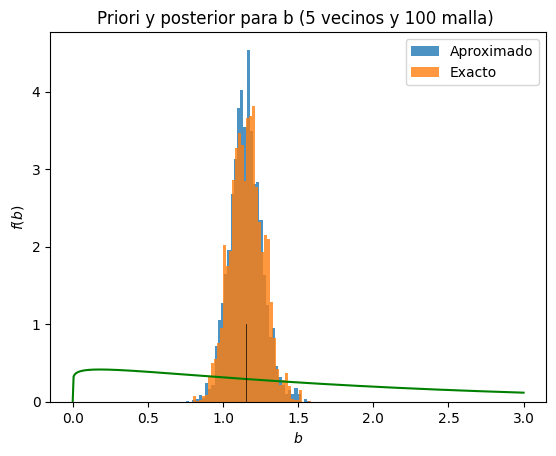 Priori y posterior para b (5 vecinos y 100 malla)
Aproximado
Exacto
f(b)
4
3
2
1
0
0.0 0.5 1.0 1.5 2.0 2.5 3.0
b